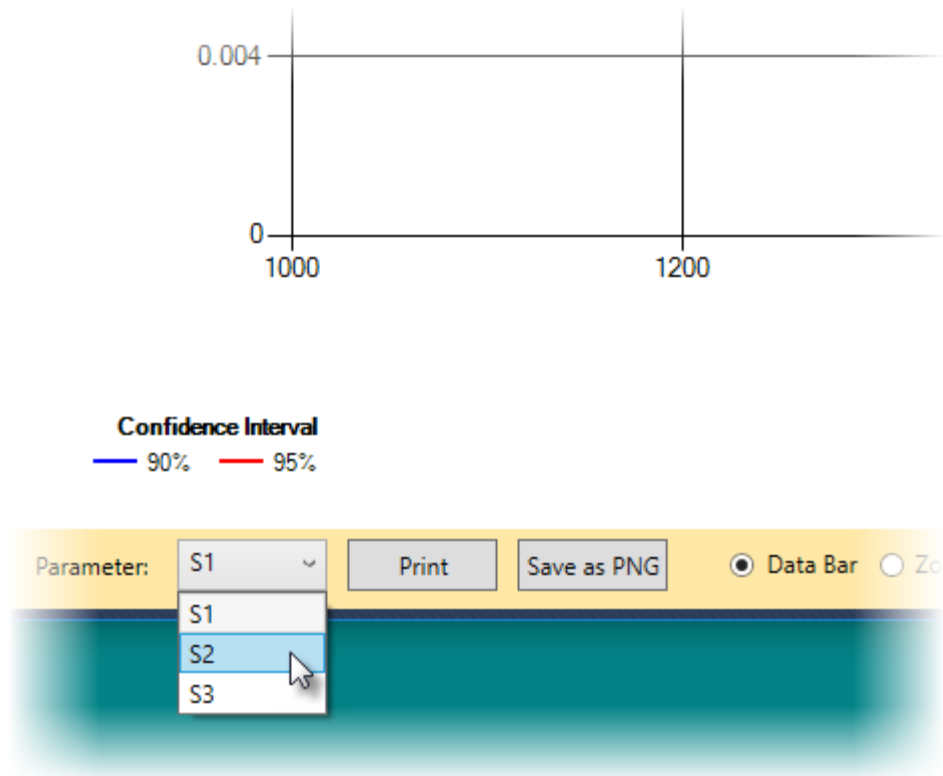 0.004
0
1000 1200
Confidence Interval
90% 95%
Parameter: S1 Print Save as PNG Data Bar Zo
S1
S2
S3